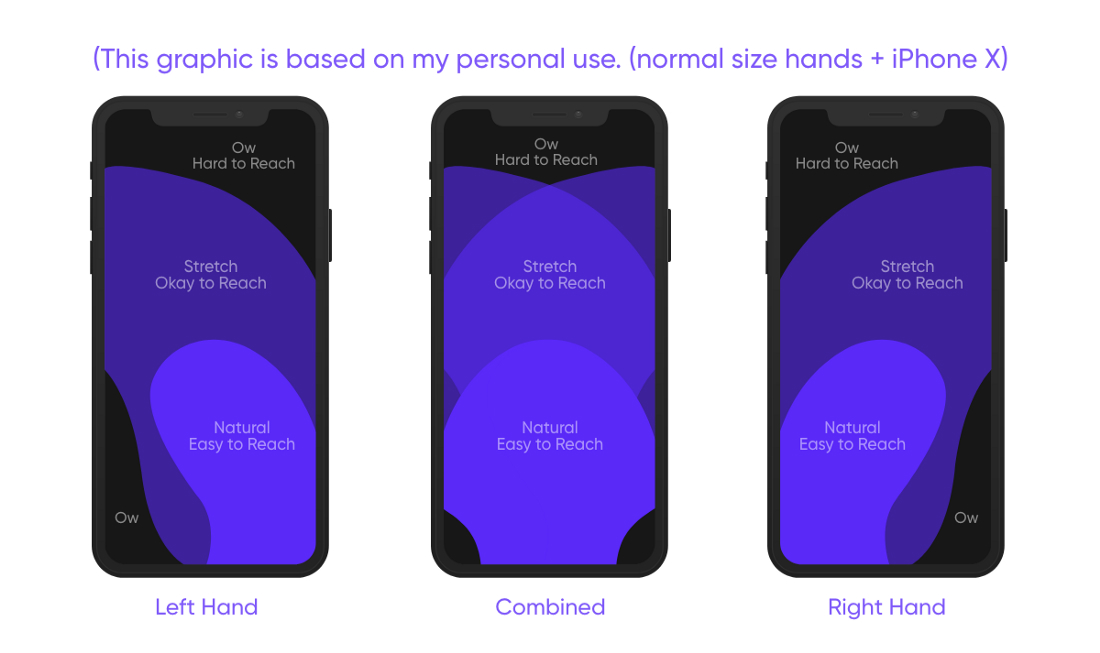 (This graphic is based on my personal use. (normal size hands + iPhone X)
Ow
Hard to Reach
Stretch
Okay to Reach
Natural
Easy to Reach
Ow
Left Hand
Ow
Hard to Reach
Stretch
Okay to Reach
Natural
Easy to Reach
Combined
Ow
Hard to Reach
Stretch
Okay to Reach
Natural
Easy to Reach
Ow
Right Hand